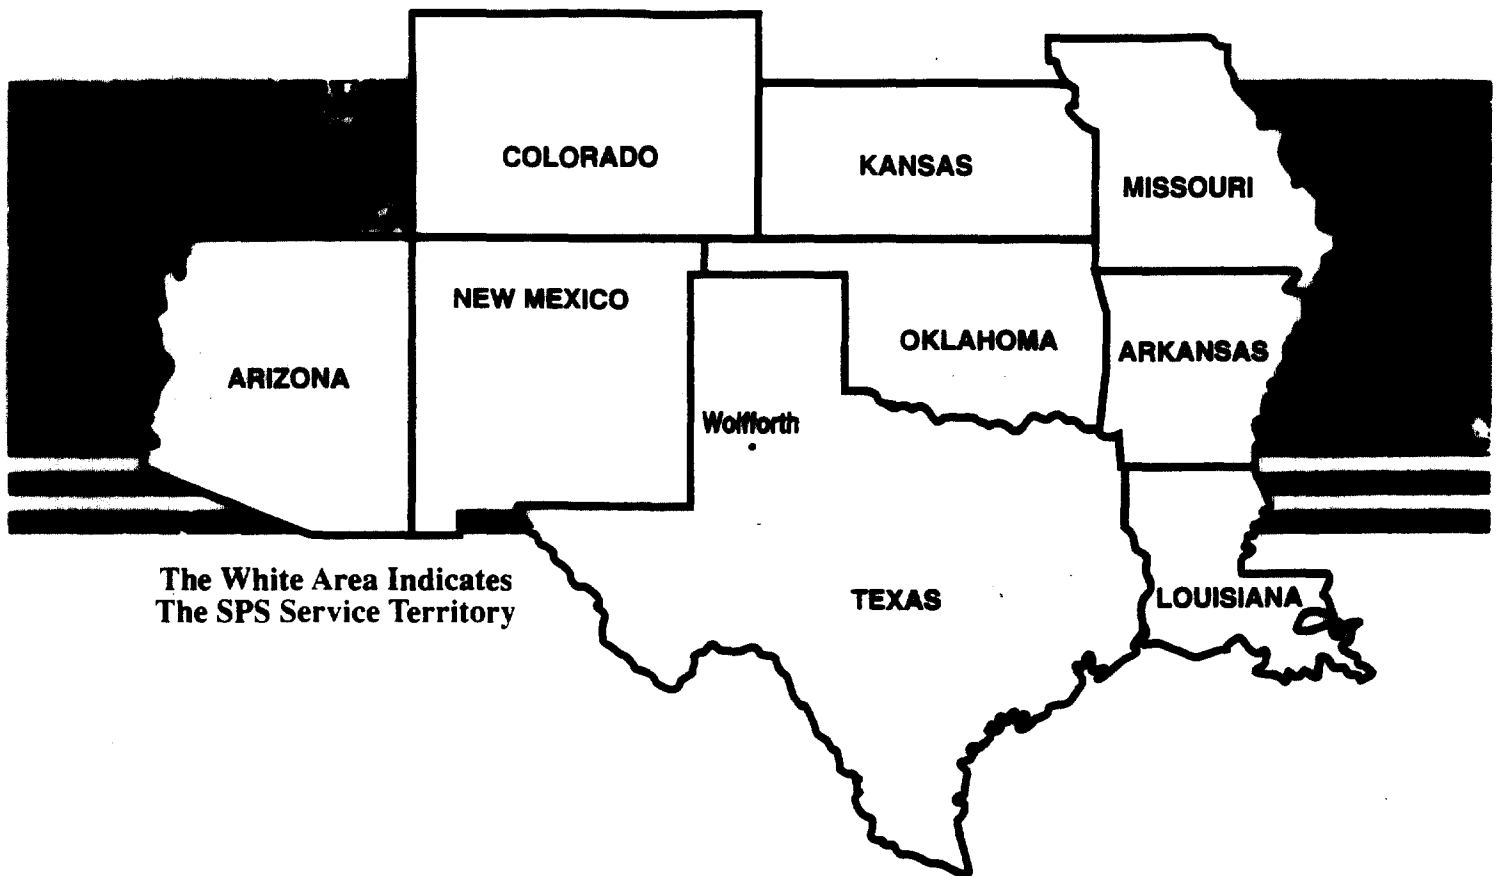 COLORADO
KANSAS
MISSOURI
NEW MEXICO
OKLAHOMA
ARKANSAS
ARIZONA
Wolfforth
The White Area Indicates
The SPS Service Territory
TEXAS
LOUISIANA